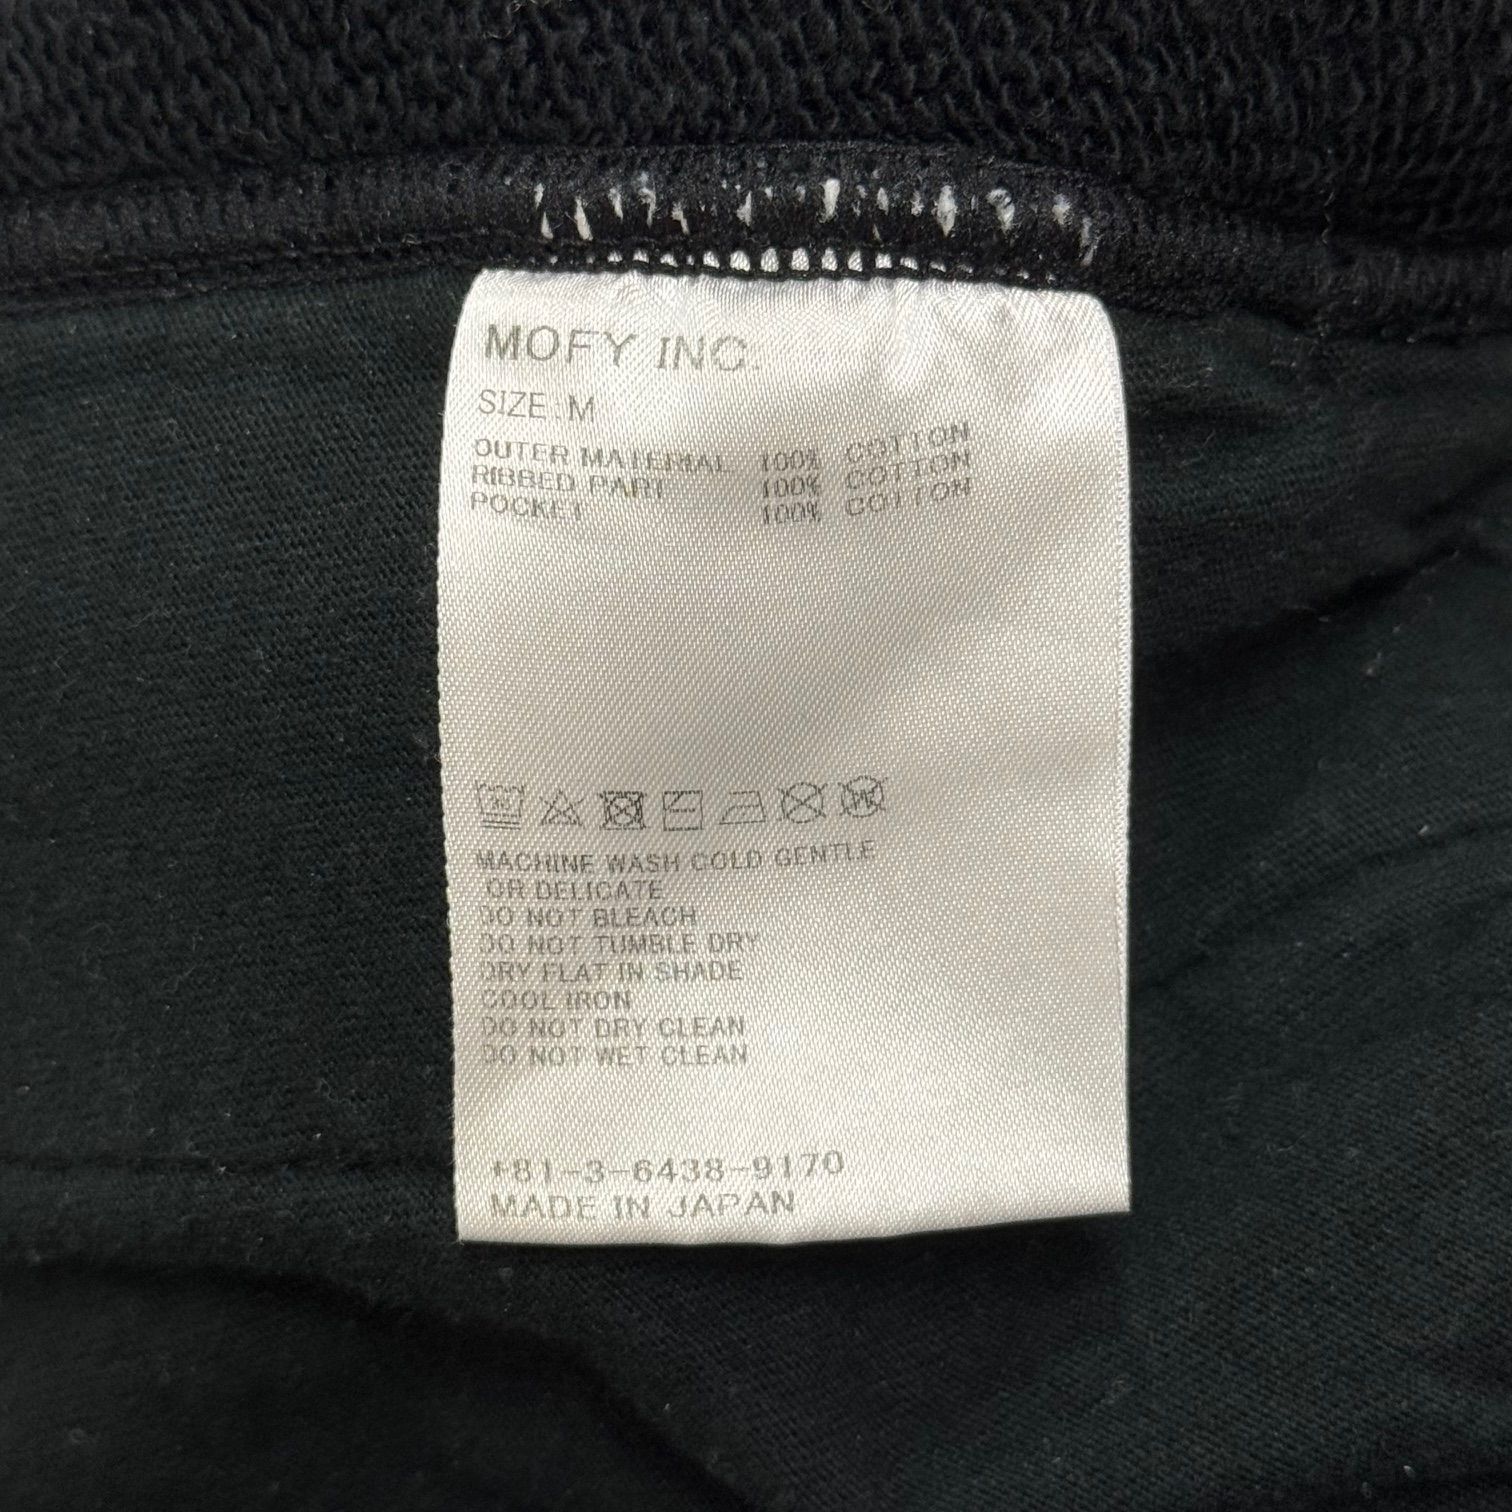 MOFY INC.
SIZE:M
OUTER MATERIAL 100% COTTON
RIBBED PART 100% COTTON
POCKET 100% COTTON
MACHINE WASH COLD GENTLE
OR DELICATE
DO NOT BLEACH
DO NOT TUMBLE DRY
DRY FLAT IN SHADE
COOL IRON
DO NOT DRY CLEAN
DO NOT WET CLEAN
+81-3-6438-9170
MADE IN JAPAN